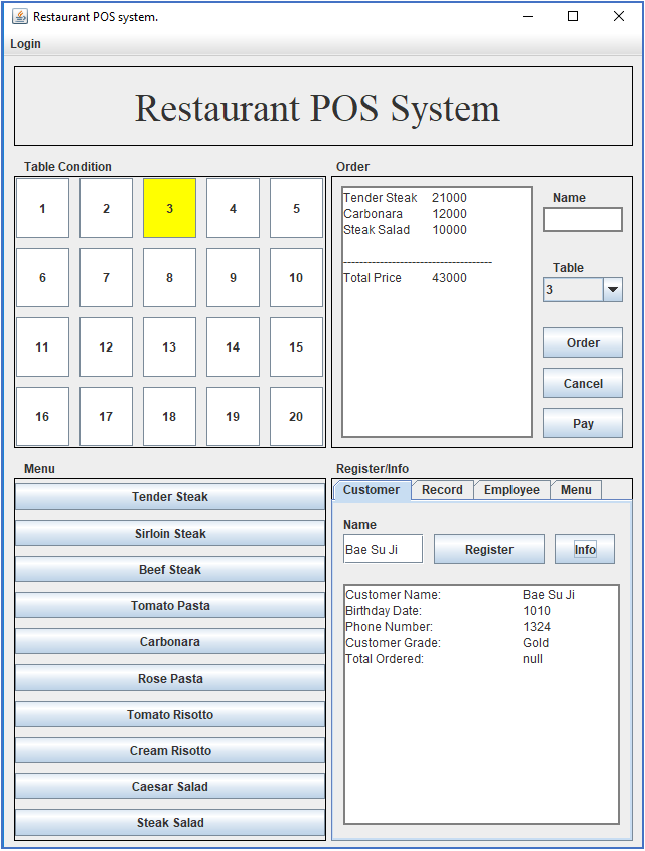 Restaurant POS system.
Login
Restaurant POS System
Table Condition
1 2 3 4 5
6 7 8 9 10
11 12 13 14 15
16 17 18 19 20
Order
Tender Steak 21000
Carbonara 12000
Steak Salad 10000
-------------------------------------
Total Price 43000
Name
Table
3
Order
Cancel
Pay
Menu
Tender Steak
Sirloin Steak
Beef Steak
Tomato Pasta
Carbonara
Rose Pasta
Tomato Risotto
Cream Risotto
Caesar Salad
Steak Salad
Register/Info
Customer Record Employee Menu
Name
Bae Su Ji Register Info
Customer Name: Bae Su Ji
Birthday Date: 1010
Phone Number: 1324
Customer Grade: Gold
Total Ordered: null